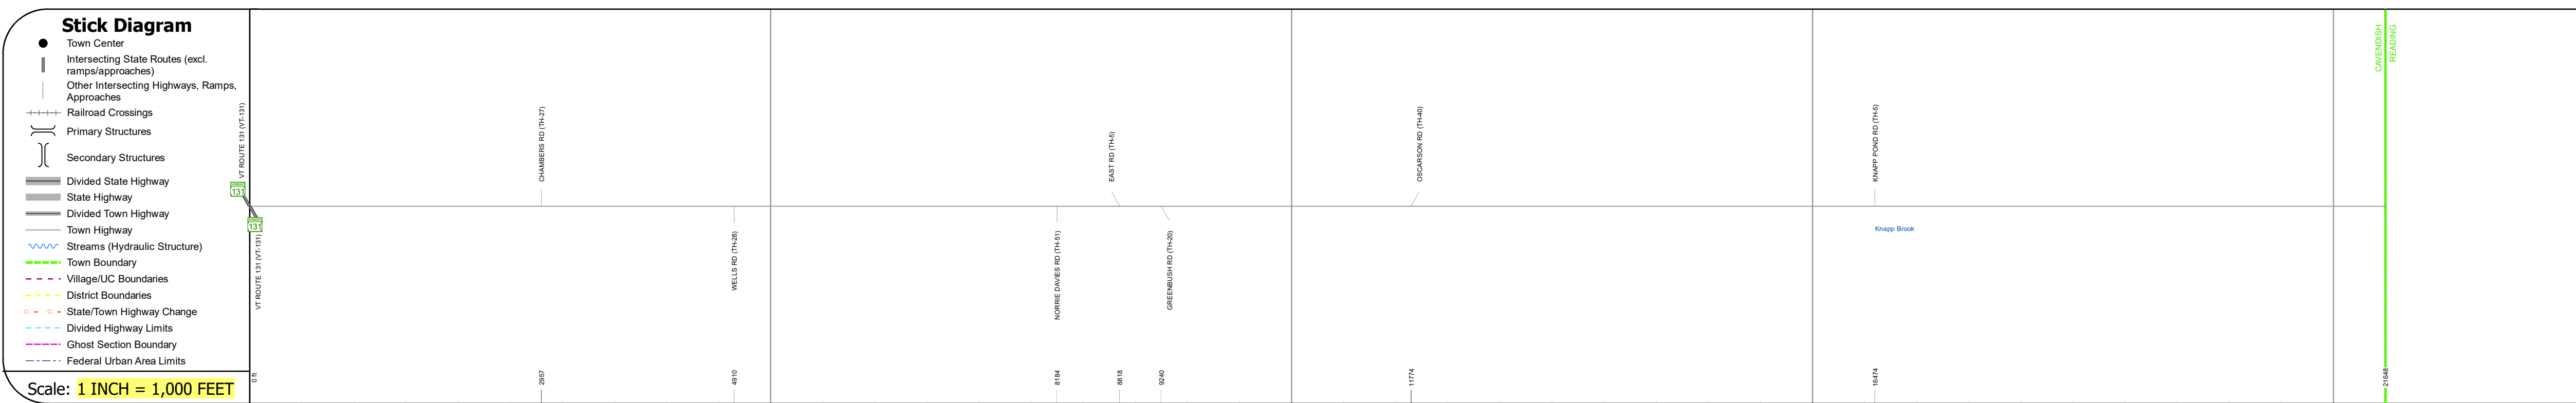 Stick Diagram
Town Center
Intersecting State Routes (excl.
ramps/approaches)
Other Intersecting Highways, Ramps,
Approaches
Railroad Crossings
Primary Structures
Secondary Structures
Divided State Highway
State Highway
Divided Town Highway
Town Highway
Streams (Hydraulic Structure)
Town Boundary
Village/UC Boundaries
District Boundaries
State/Town Highway Change
Divided Highway Limits
Ghost Section Boundary
Federal Urban Area Limits
Scale: 1 INCH = 1,000 FEET
VT ROUTE 131 (VT-131)
131
131
VT ROUTE 131 (VT-131)
CHAMBERS RD (TH-27)
WELLS RD (TH-28)
NORRIE DAVIES RD (TH-51)
EAST RD (TH-5)
GREENBUSH RD (TH-20)
OSCARSON RD (TH-40)
KNAPP POND RD (TH-5)
Knapp Brook
CAVENDISH
READING
0 ft
2957
4910
8184
8818
9240
11774
16474
21648